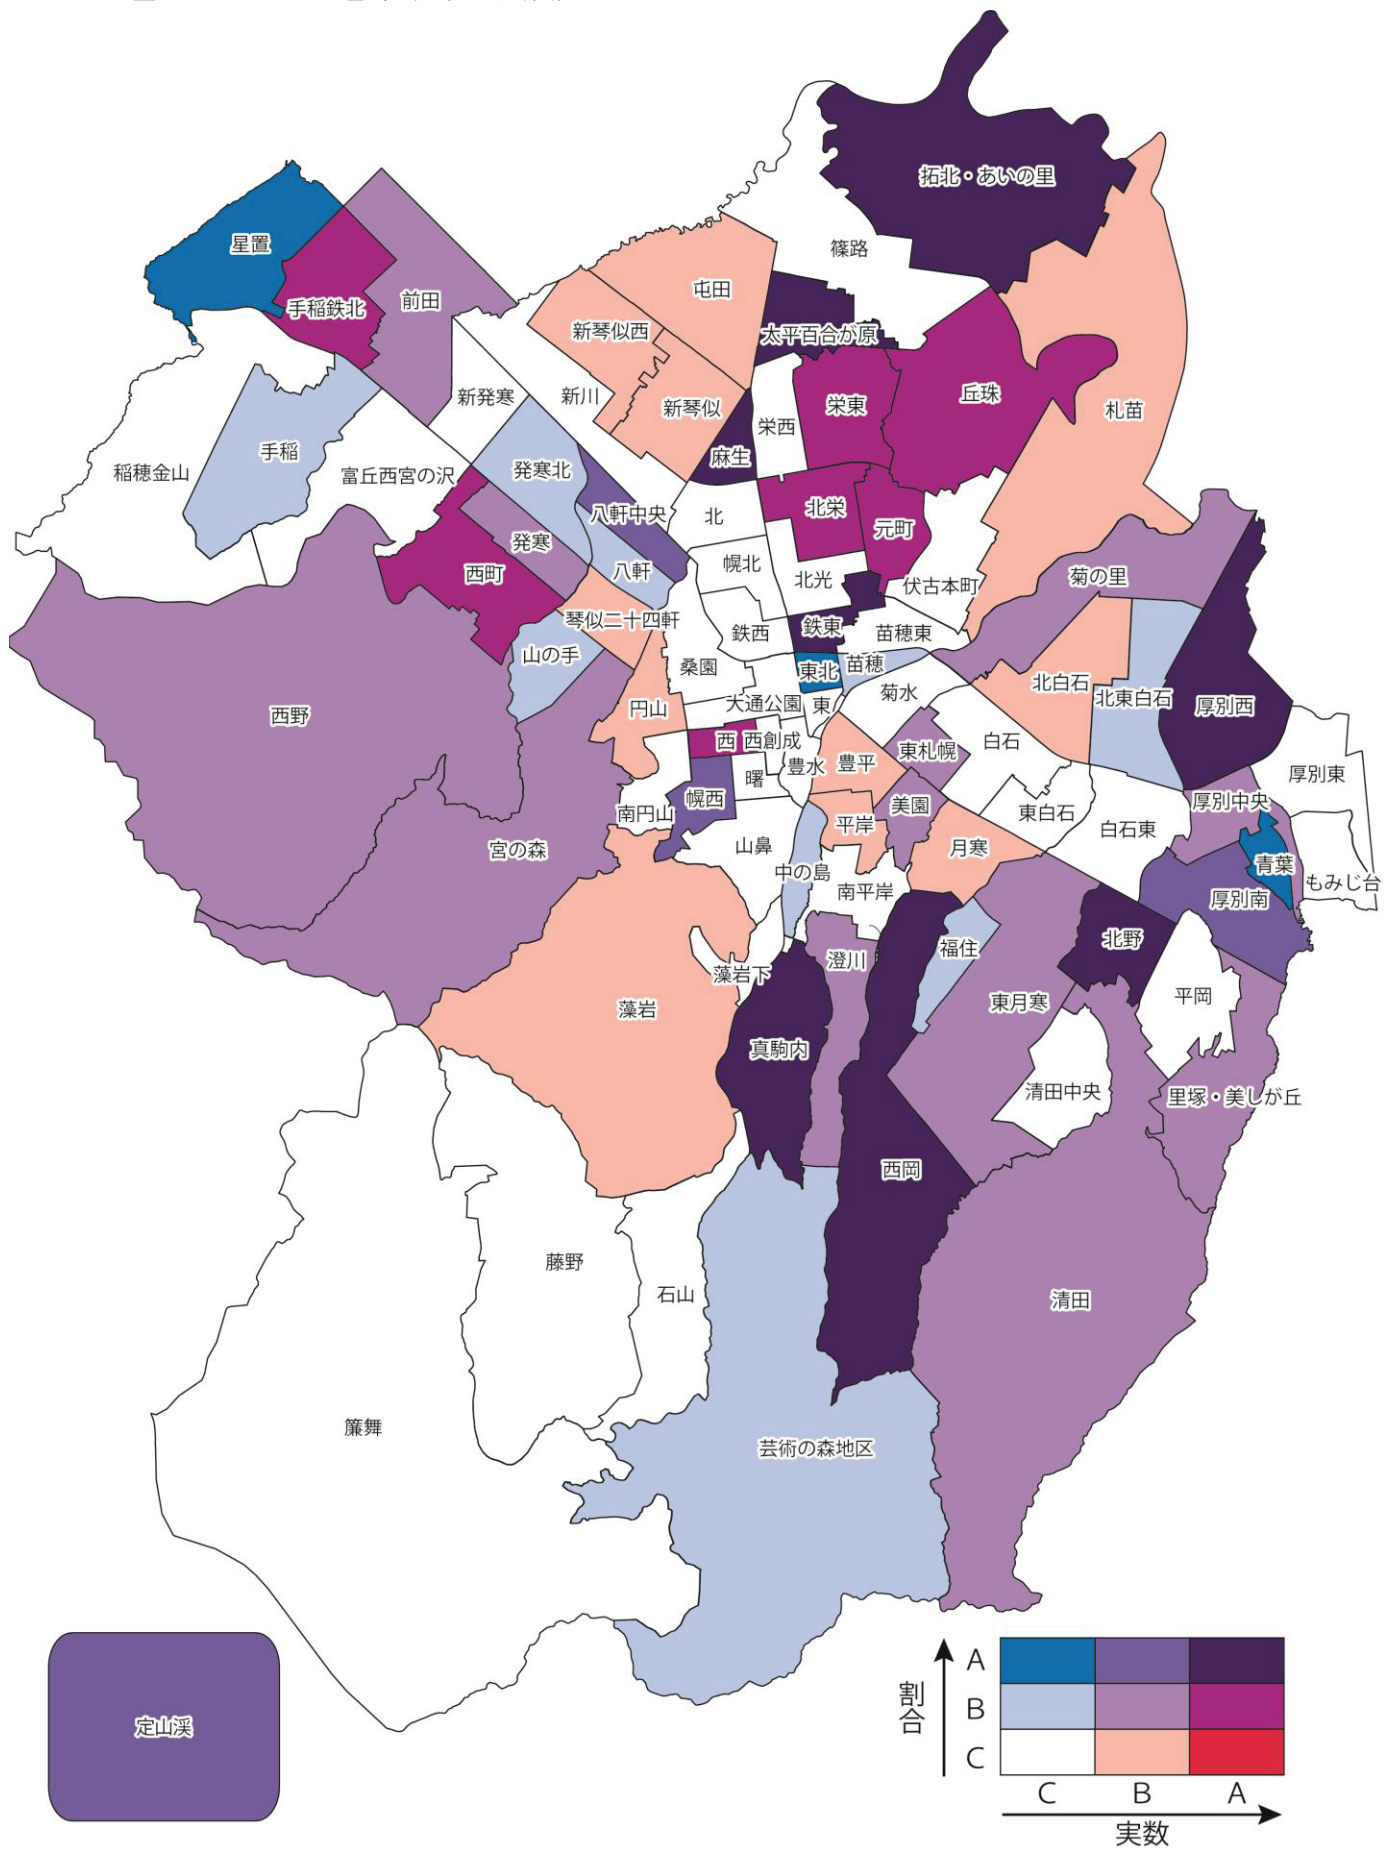 拓北・あいの里
篠路
星置
手稲鉄北
前田
屯田
新琴似西
太平百合が原
新琴似
新川
新発寒
栄西
栄東
丘珠
札苗
麻生
手稲
稲穂金山
富丘西宮の沢
発寒北
八軒中央
北
北栄
元町
発寒
西町
八軒
幌北
北光
伏古本町
菊の里
琴似二十四軒
鉄西
鉄東
苗穂東
山の手
桑園
東北
苗穂
菊水
北白石
北東白石
厚別西
西野
円山
大通公園
東
西
西創成
豊水
豊平
東札幌
白石
厚別東
南円山
幌西
曙
美園
東白石
厚別中央
白石東
宮の森
山鼻
平岸
月寒
中の島
南平岸
青葉
もみじ台
厚別南
藻岩下
澄川
福住
北野
藻岩
東月寒
平岡
真駒内
清田中央
里塚・美しが丘
西岡
藤野
石山
清田
簾舞
芸術の森地区
定山渓
割合
A
B
C
C B A
実数